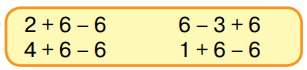 2 + 6 – 6 6 – 3 + 6
4 + 6 – 6 1 + 6 – 6